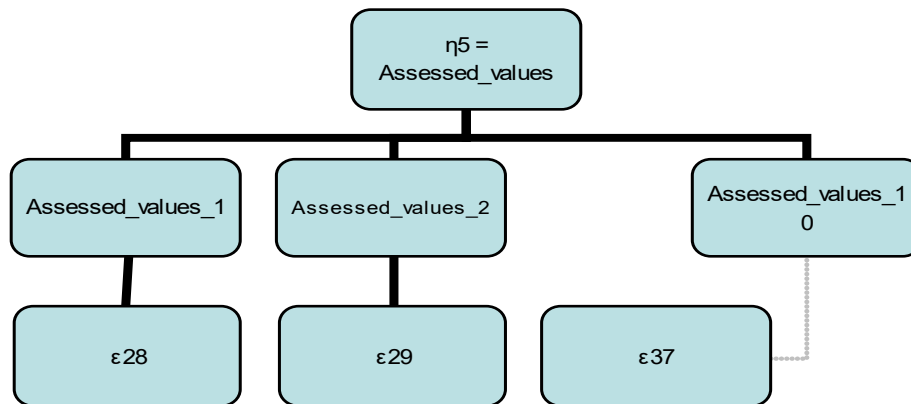 η5 =
Assessed_values
Assessed_values_1
Assessed_values_2
Assessed_values_1
0
ε28
ε29
ε37